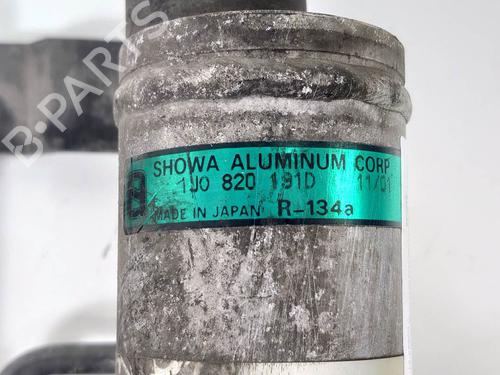 B-PARTS
SHOWA ALUMINUM CORP
1J0 820 191D 11/01
MADE IN JAPAN R-134a